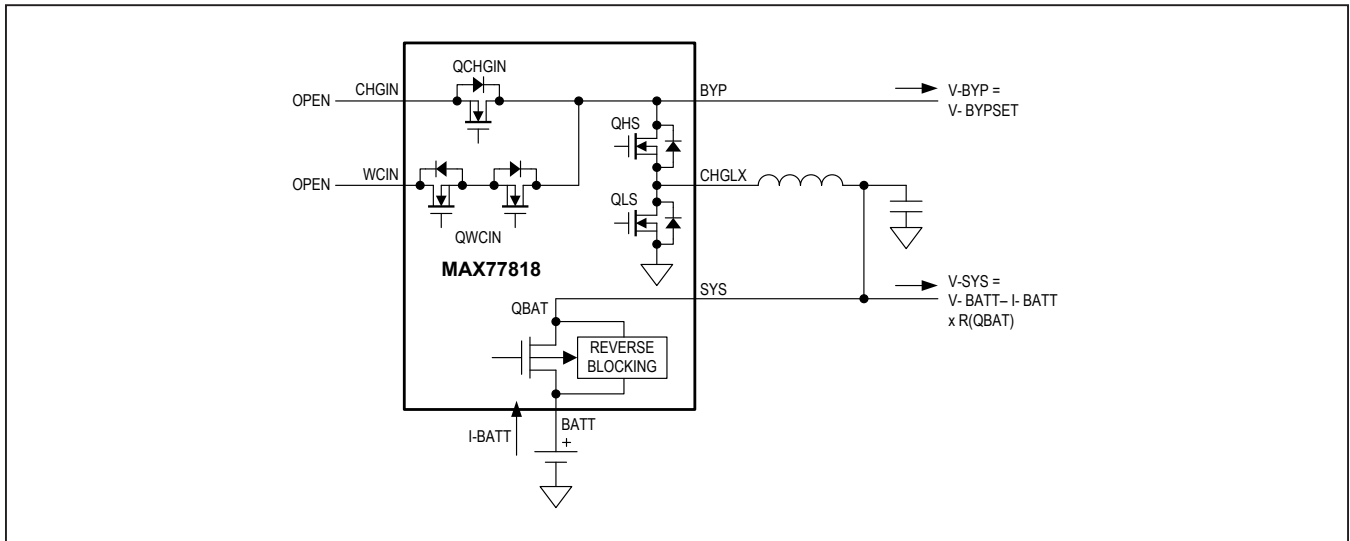 QCHGIN
CHGIN
OPEN
BYP
V-BYP =
V- BYPSET
QHS
WCIN
OPEN
CHGLX
QLS
QWCIN
MAX77818
SYS
V-SYS =
V- BATT– I- BATT
x R(QBAT)
QBAT
REVERSE
BLOCKING
I-BATT
BATT
+